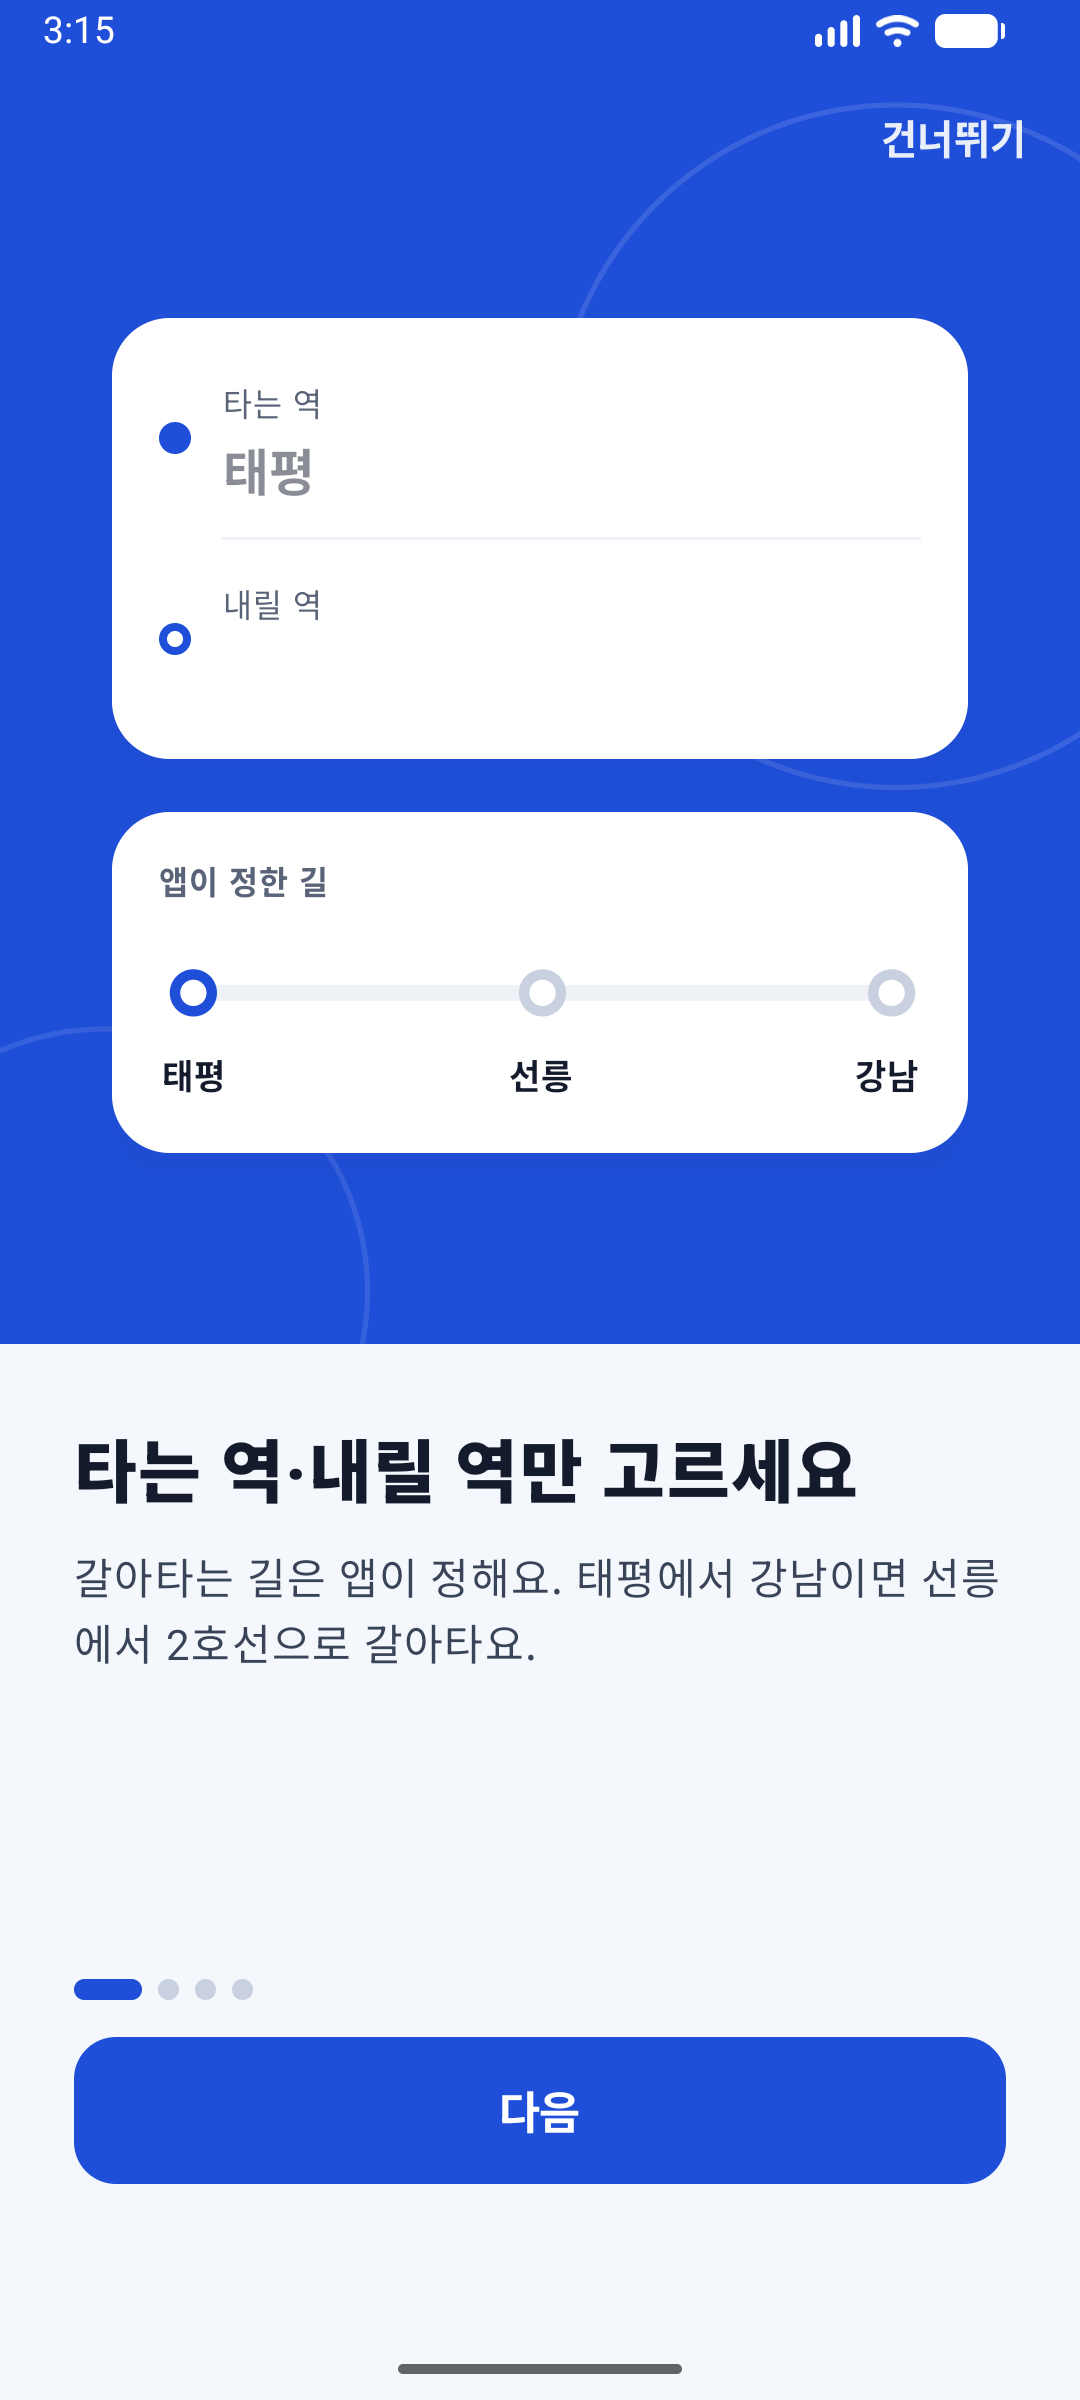 3:15
건너뛰기
타는 역
태평
내릴 역
앱이 정한 길
태평 선릉 강남
타는 역·내릴 역만 고르세요
갈아타는 길은 앱이 정해요. 태평에서 강남이면 선릉
에서 2호선으로 갈아타요.
다음